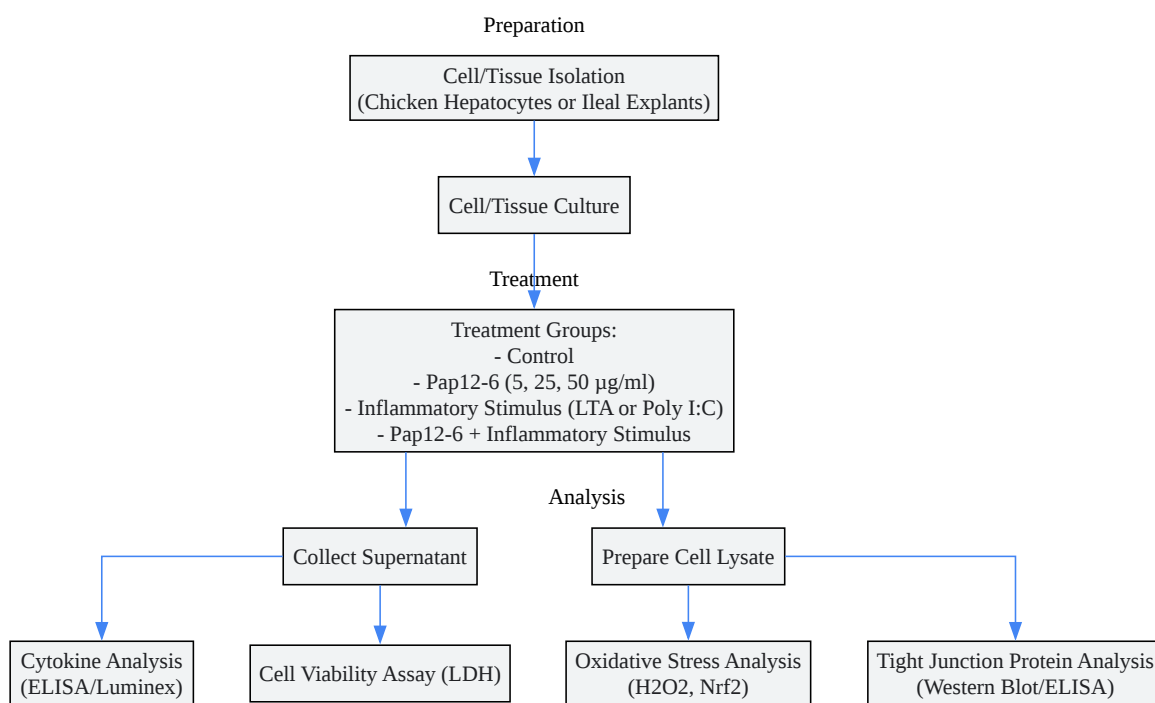 Preparation
Cell/Tissue Isolation
(Chicken Hepatocytes or Ileal Explants)
Cell/Tissue Culture
Treatment
Treatment Groups:
- Control
- Pap12-6 (5, 25, 50 µg/ml)
- Inflammatory Stimulus (LTA or Poly I:C)
- Pap12-6 + Inflammatory Stimulus
Analysis
Collect Supernatant
Prepare Cell Lysate
Cytokine Analysis
(ELISA/Luminex)
Cell Viability Assay (LDH)
Oxidative Stress Analysis
(H2O2, Nrf2)
Tight Junction Protein Analysis
(Western Blot/ELISA)